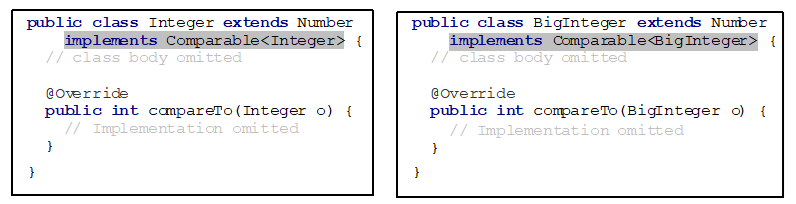 public class Integer extends Number
implements Comparable<Integer> {
// class body omitted
@Override
public int compareTo(Integer o) {
// Implementation omitted
}
}
public class BigInteger extends Number
implements Comparable<BigInteger> {
// class body omitted
@Override
public int compareTo(BigInteger o) {
// Implementation omitted
}
}